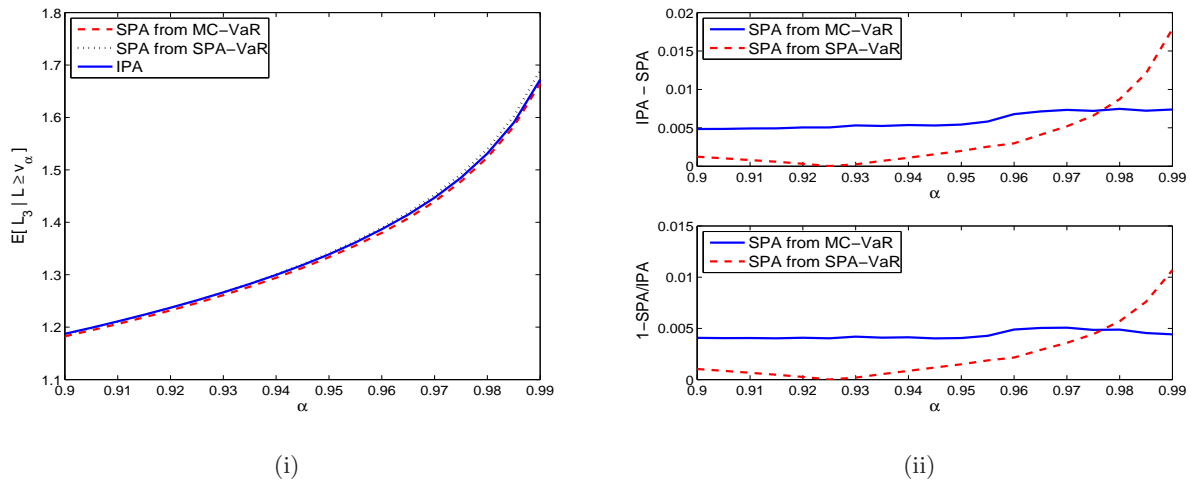 1.8
1.7
1.6
1.5
1.4
1.3
1.2
1.1
E[ L_3 | L ≥ v_α ]
SPA from MC−VaR
SPA from SPA−VaR
IPA
0.9 0.91 0.92 0.93 0.94 0.95 0.96 0.97 0.98 0.99
α
(i)
0.02
0.015
0.01
0.005
0
IPA − SPA
SPA from MC−VaR
SPA from SPA−VaR
0.9 0.91 0.92 0.93 0.94 0.95 0.96 0.97 0.98 0.99
α
0.015
0.01
0.005
0
1−SPA/IPA
SPA from MC−VaR
SPA from SPA−VaR
0.9 0.91 0.92 0.93 0.94 0.95 0.96 0.97 0.98 0.99
α
(ii)